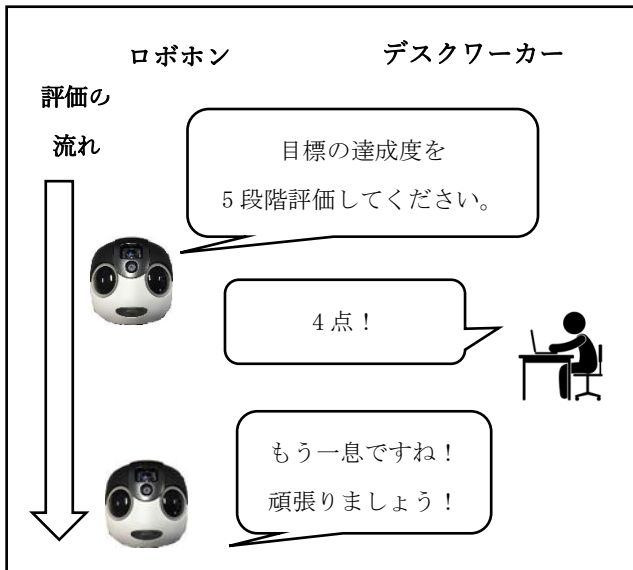 ロボホン
デスクワーカー
評価の
流れ
目標の達成度を
5段階評価してください。
4点！
もう一息ですね！
頑張りましょう！